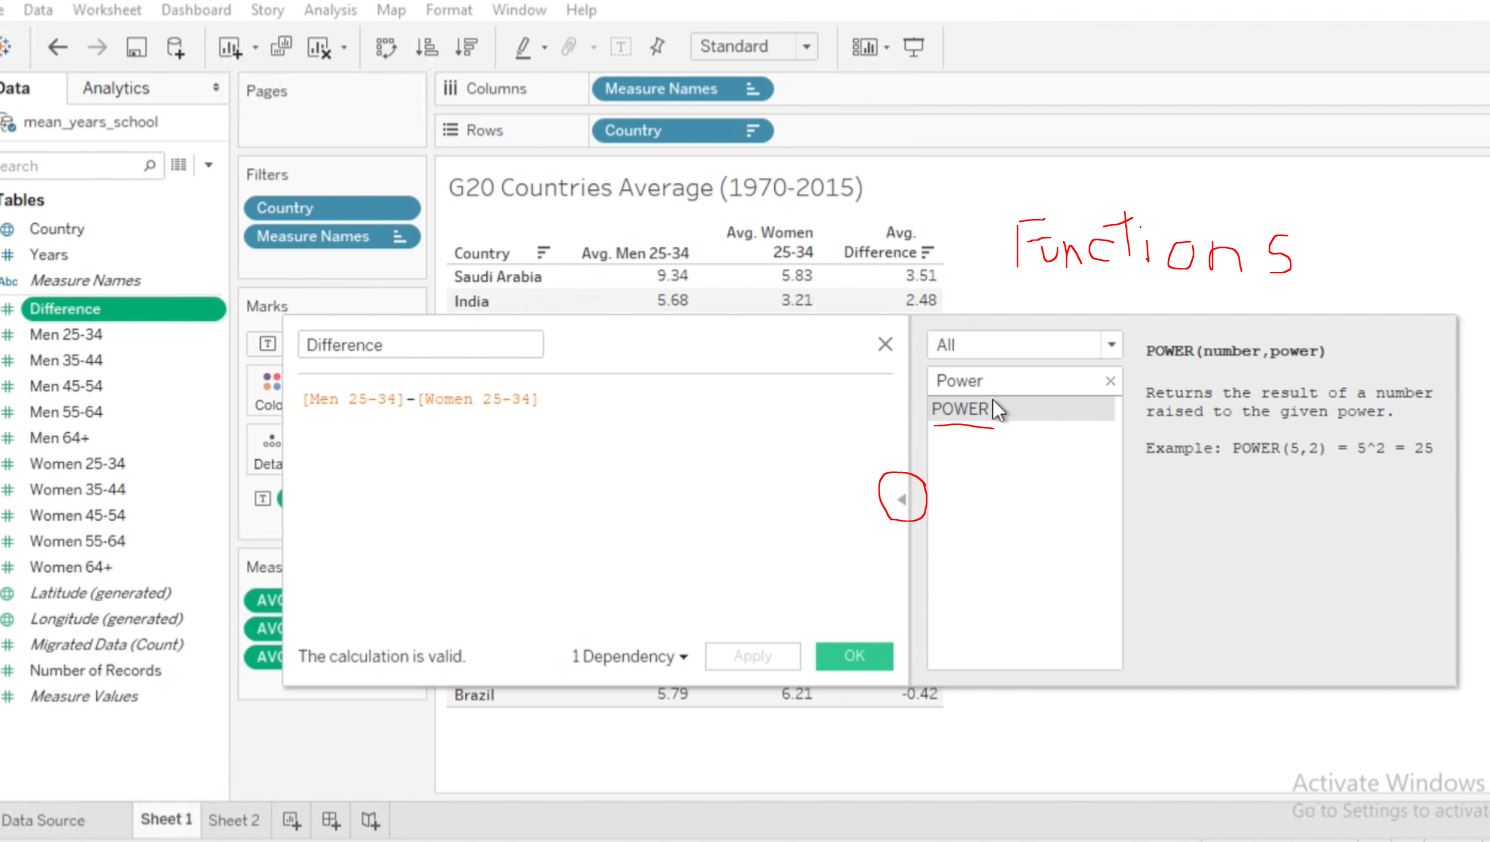 Data Worksheet Dashboard Story Analysis Map Format Window Help
Standard
Data Analytics
mean_years_school
earch
Tables
Country
Years
Abc Measure Names
Difference
Men 25-34
Men 35-44
Men 45-54
Men 55-64
Men 64+
Women 25-34
Women 35-44
Women 45-54
Women 55-64
Women 64+
Latitude (generated)
Longitude (generated)
Migrated Data (Count)
Number of Records
Measure Values
Pages
Filters
Country
Measure Names
Marks
T
Colo
Deta
T
Meas
AVG
AVG
AVG
Columns Measure Names
Rows Country
G20 Countries Average (1970-2015)
Country Avg. Men 25-34 Avg. Women 25-34 Avg. Difference
Saudi Arabia 9.34 5.83 3.51
India 5.68 3.21 2.48
Brazil 5.79 6.21 -0.42
Functions
Difference
[Men 25-34]-[Women 25-34]
The calculation is valid. 1 Dependency Apply OK
All
Power
POWER
POWER(number,power)
Returns the result of a number
raised to the given power.
Example: POWER(5,2) = 5^2 = 25
Activate Windows
Go to Settings to activat
Data Source Sheet 1 Sheet 2